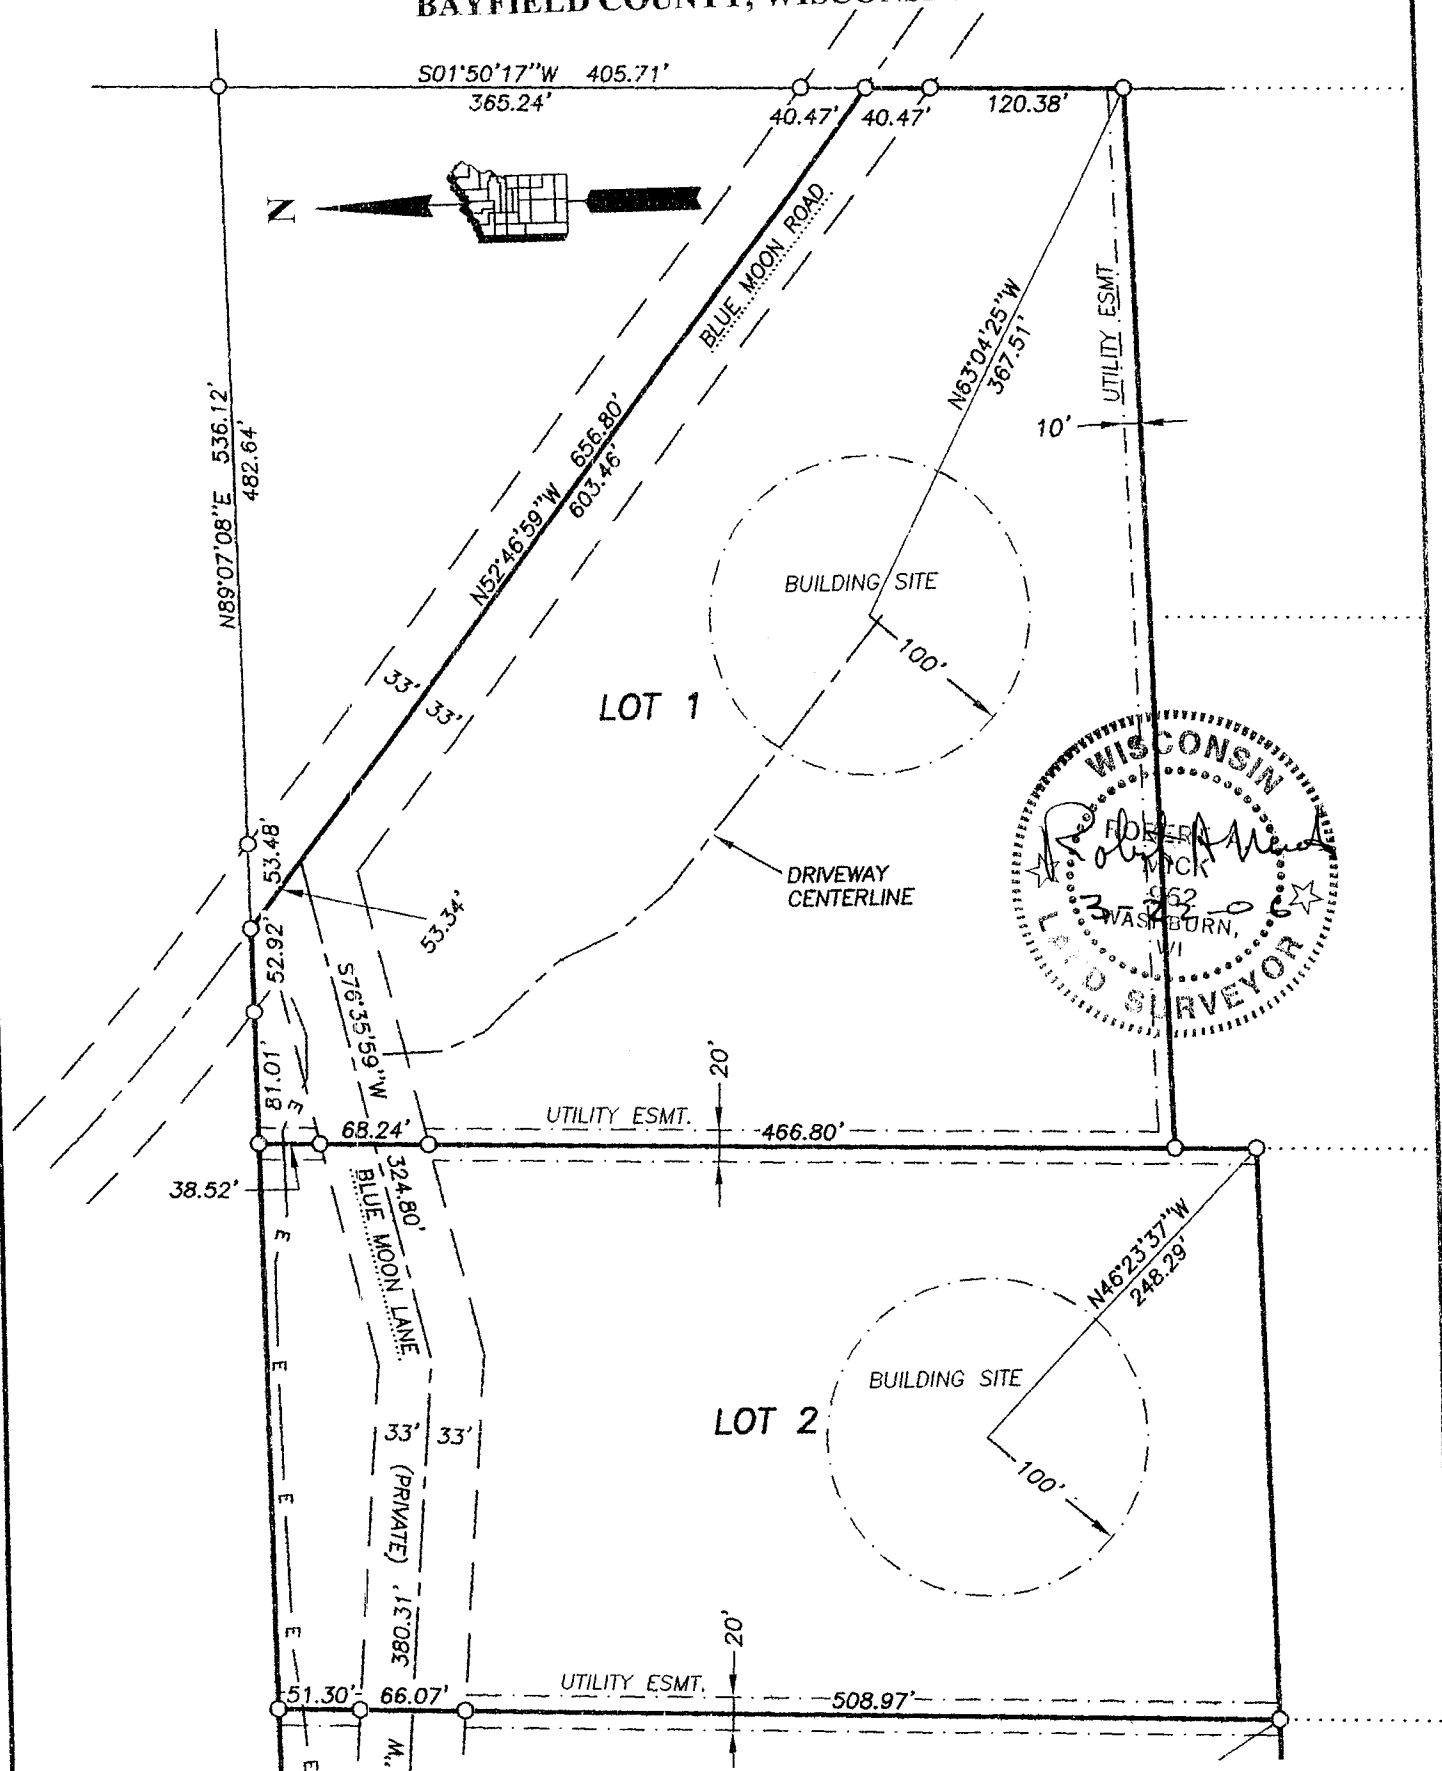 BAYFIELD COUNTY,
S01°50'17"W 405.71'
365.24'
40.47' 40.47' 120.38'
N
BLUE MOON ROAD
UTILITY ESMT
N63°04'25"W
367.51'
10'
N89°07'08"E 536.12'
482.64'
N52°46'59"W 656.80'
603.46'
BUILDING SITE
100'
33' 33'
LOT 1
WISCONSIN
ROBERT
MICK
962
3-22-06
WASHBURN,
WI
LAND SURVEYOR
DRIVEWAY
CENTERLINE
53.48'
53.34'
52.92'
S76°35'59"W
324.80'
81.01'
E
20'
UTILITY ESMT.
68.24' 466.80'
38.52'
BLUE MOON LANE
E
N46°23'37"W
248.29'
E
BUILDING SITE
LOT 2
33' 33'
100'
(PRIVATE)
380.31'
E
E
20'
UTILITY ESMT.
51.30' 66.07' 508.97'
E